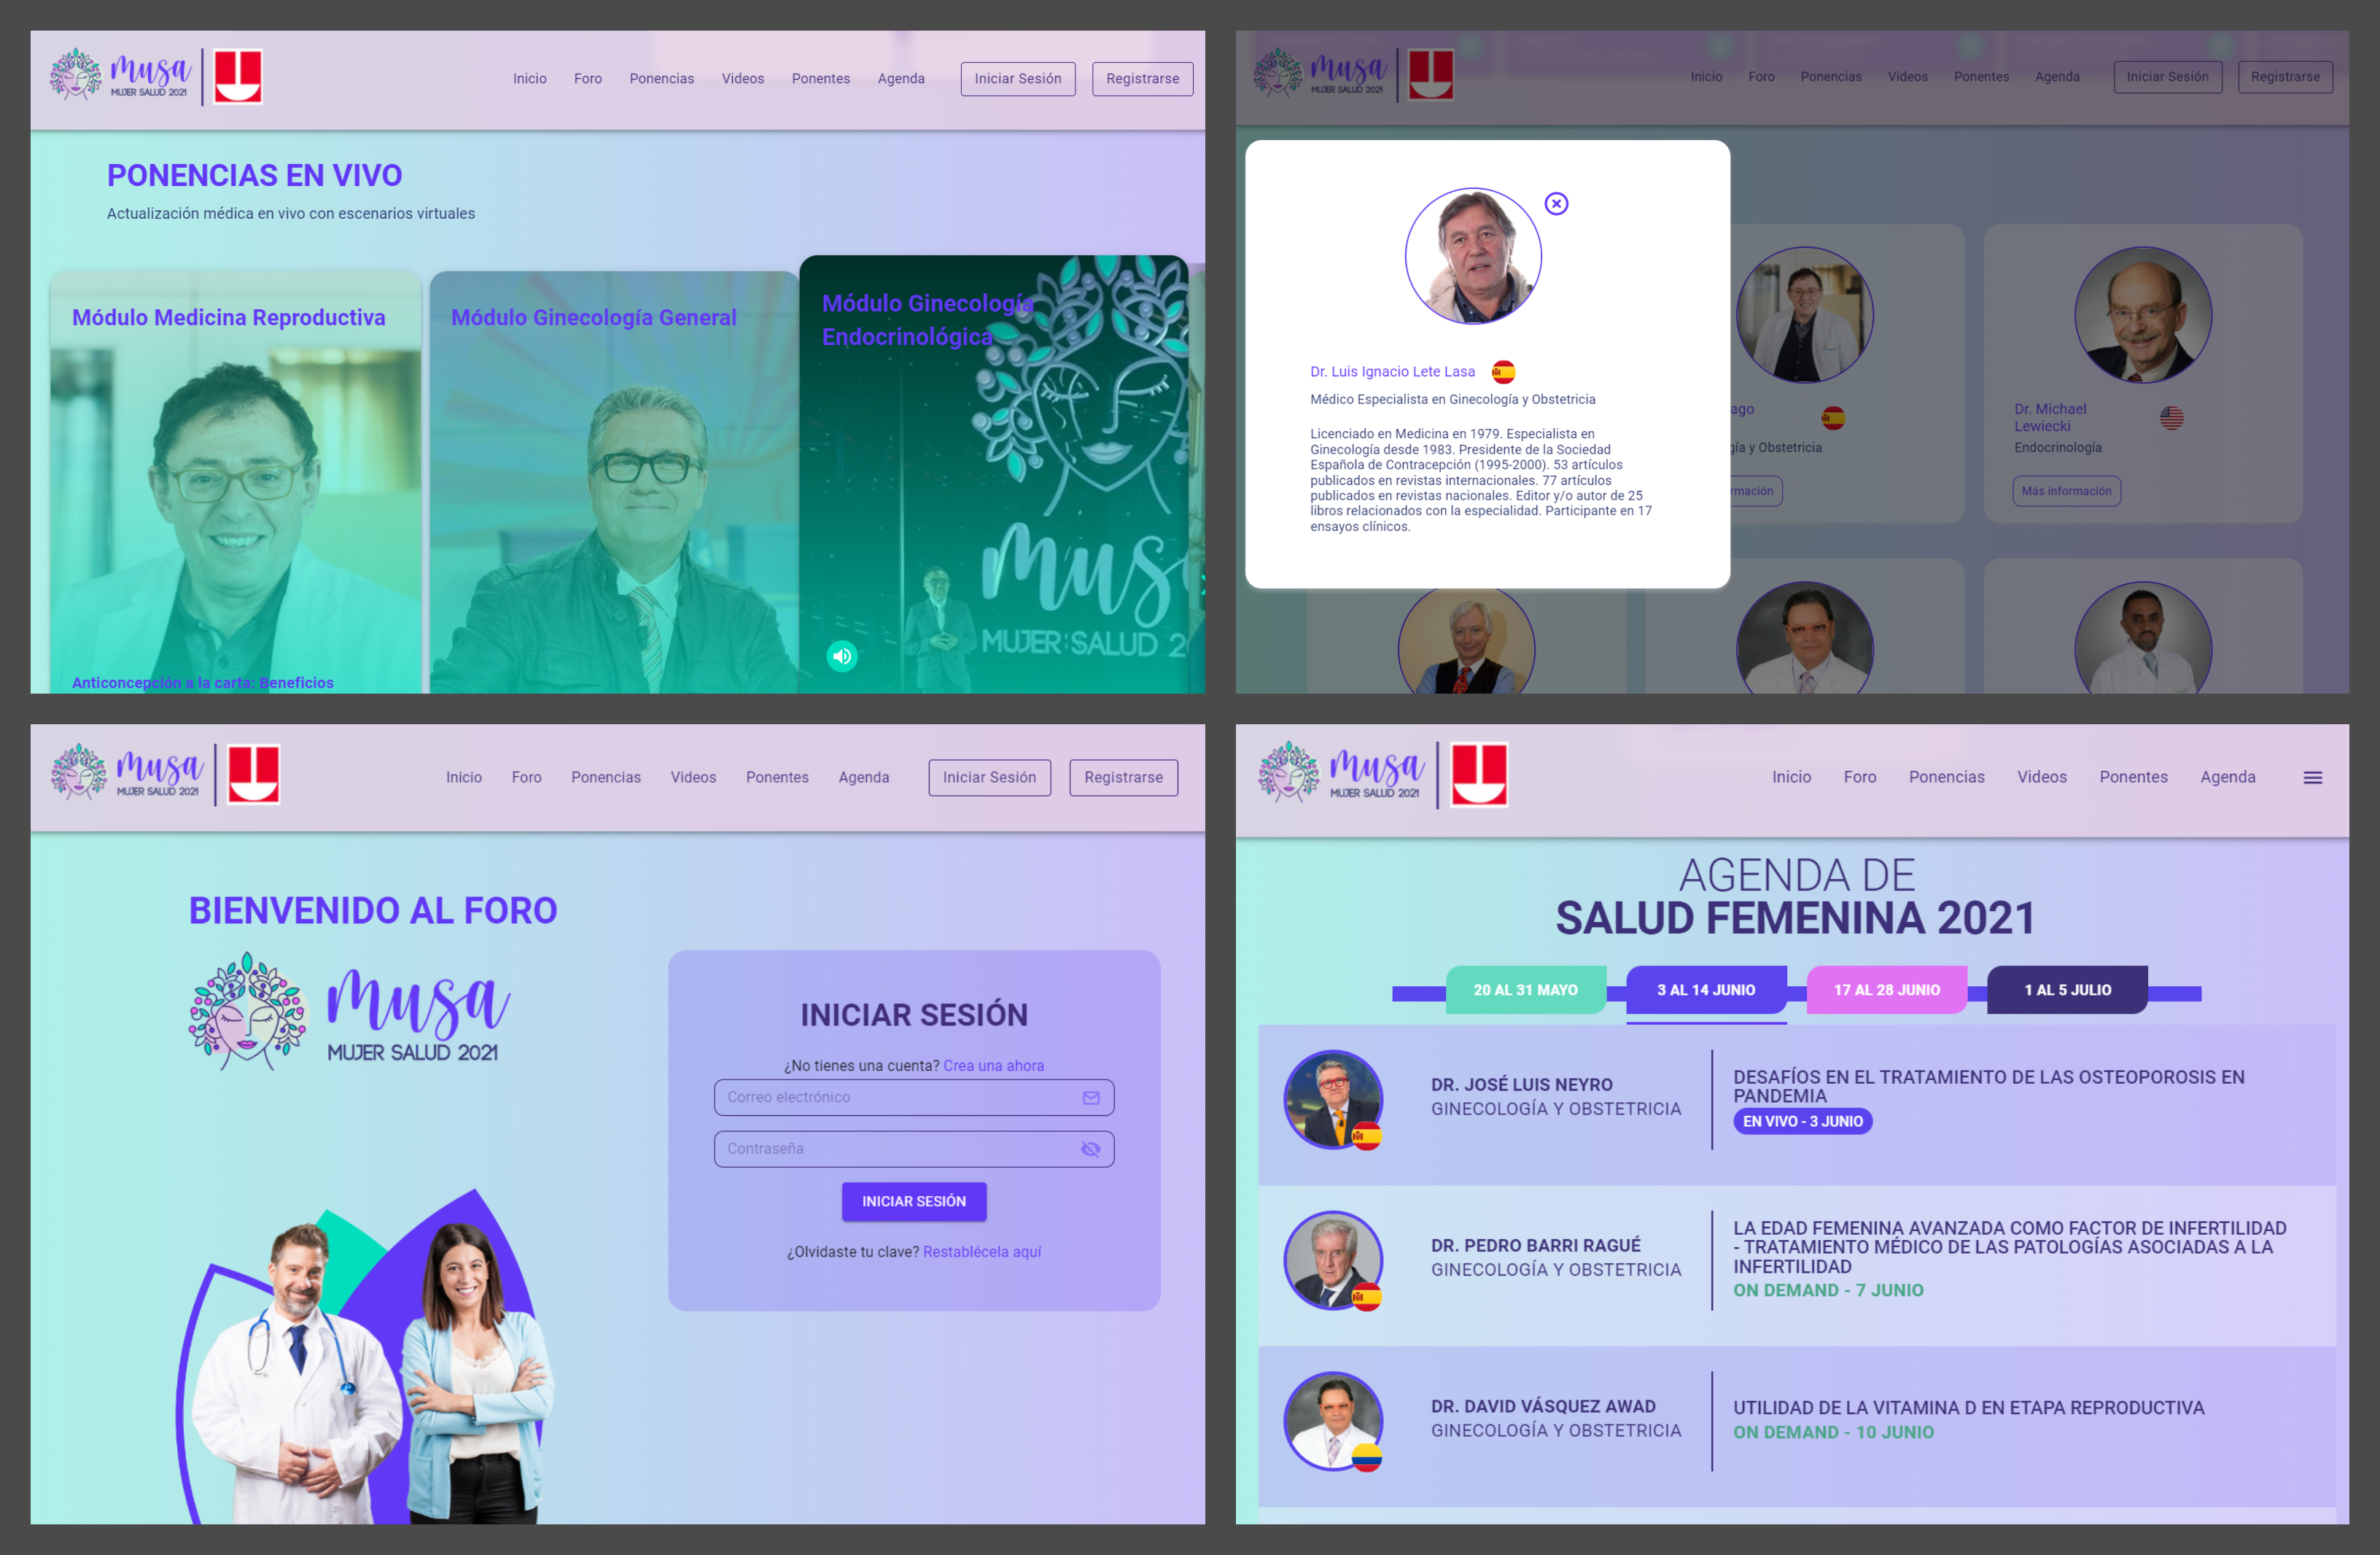 musa
MUJER SALUD 2021
Inicio Foro Ponencias Videos Ponentes Agenda Iniciar Sesión Registrarse
PONENCIAS EN VIVO
Actualización médica en vivo con escenarios virtuales
Módulo Medicina Reproductiva
Anticoncepción a la carta: Beneficios
Módulo Ginecología General
Módulo Ginecología
Endocrinológica
musa
MUJER SALUD 2
musa
MUJER SALUD 2021
Inicio Foro Ponencias Videos Ponentes Agenda Iniciar Sesión Registrarse
Dr. Luis Ignacio Lete Lasa
Médico Especialista en Ginecología y Obstetricia
Licenciado en Medicina en 1979. Especialista en
Ginecología desde 1983. Presidente de la Sociedad
Española de Contracepción (1995-2000). 53 artículos
publicados en revistas internacionales. 77 artículos
publicados en revistas nacionales. Editor y/o autor de 25
libros relacionados con la especialidad. Participante en 17
ensayos clínicos.
ago
gía y Obstetricia
rmación
Dr. Michael
Lewiecki
Endocrinología
Más información
musa
MUJER SALUD 2021
Inicio Foro Ponencias Videos Ponentes Agenda Iniciar Sesión Registrarse
BIENVENIDO AL FORO
musa
MUJER SALUD 2021
INICIAR SESIÓN
¿No tienes una cuenta? Crea una ahora
Correo electrónico
Contraseña
INICIAR SESIÓN
¿Olvidaste tu clave? Restablécela aquí
musa
MUJER SALUD 2021
Inicio Foro Ponencias Videos Ponentes Agenda
AGENDA DE
SALUD FEMENINA 2021
20 AL 31 MAYO 3 AL 14 JUNIO 17 AL 28 JUNIO 1 AL 5 JULIO
DR. JOSÉ LUIS NEYRO
GINECOLOGÍA Y OBSTETRICIA
DESAFÍOS EN EL TRATAMIENTO DE LAS OSTEOPOROSIS EN
PANDEMIA
EN VIVO - 3 JUNIO
DR. PEDRO BARRI RAGUÉ
GINECOLOGÍA Y OBSTETRICIA
LA EDAD FEMENINA AVANZADA COMO FACTOR DE INFERTILIDAD
- TRATAMIENTO MÉDICO DE LAS PATOLOGÍAS ASOCIADAS A LA
INFERTILIDAD
ON DEMAND - 7 JUNIO
DR. DAVID VÁSQUEZ AWAD
GINECOLOGÍA Y OBSTETRICIA
UTILIDAD DE LA VITAMINA D EN ETAPA REPRODUCTIVA
ON DEMAND - 10 JUNIO